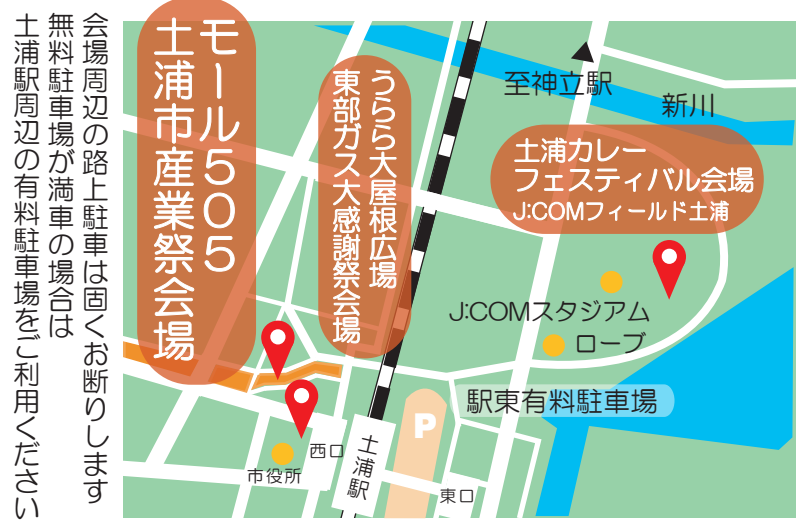 会場周辺の路上駐車は固くお断りします
無料駐車場が満車の場合は
土浦駅周辺の有料駐車場をご利用ください
モール505
土浦市産業祭会場
うらら大屋根広場
東部ガス大感謝祭会場
至神立駅
新川
土浦カレー
フェスティバル会場
J:COMフィールド土浦
J:COMスタジアム
ローブ
駅東有料駐車場
P
西口
土浦駅
市役所
東口